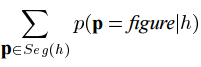 ∑ p(𝐩 = figure|h)
𝐩∈Seg(h)